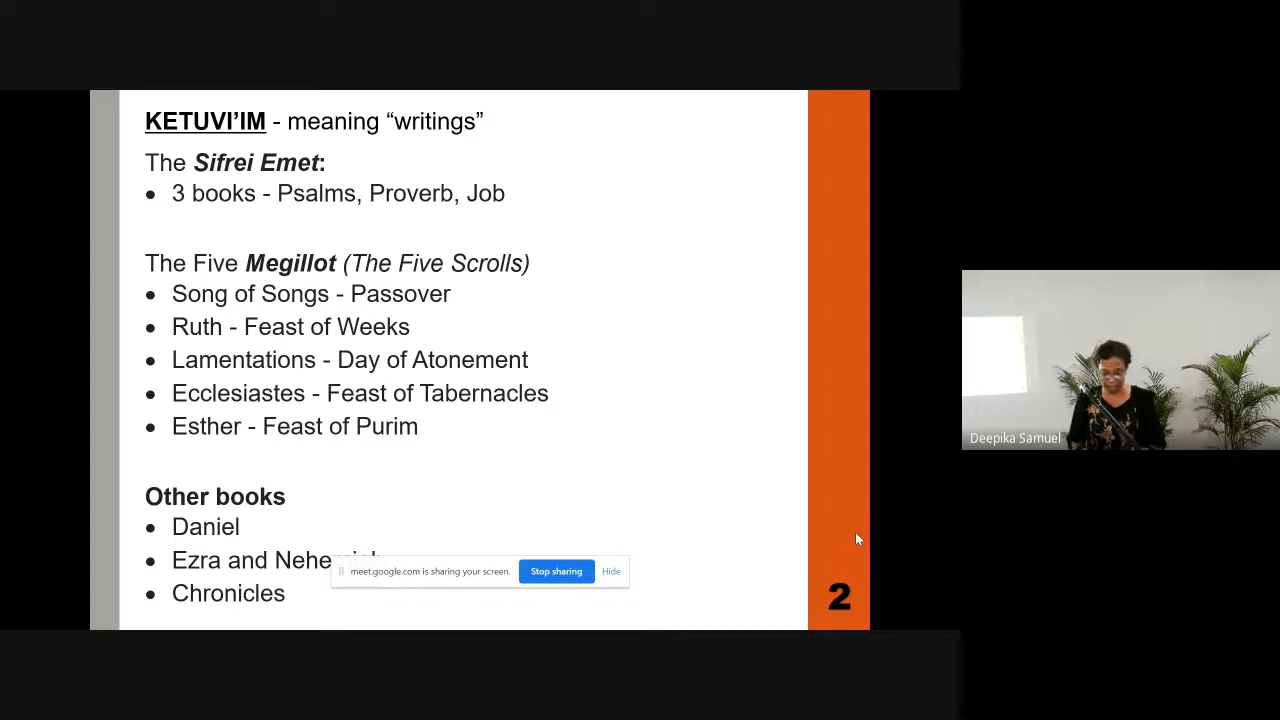 KETUVI’IM - meaning “writings”
The Sifrei Emet:
• 3 books - Psalms, Proverb, Job
The Five Megillot (The Five Scrolls)
• Song of Songs - Passover
• Ruth - Feast of Weeks
• Lamentations - Day of Atonement
• Ecclesiastes - Feast of Tabernacles
• Esther - Feast of Purim
Other books
• Daniel
• Ezra and Nehemiah
• Chronicles
meet.google.com is sharing your screen. Stop sharing Hide
2
Deepika Samuel